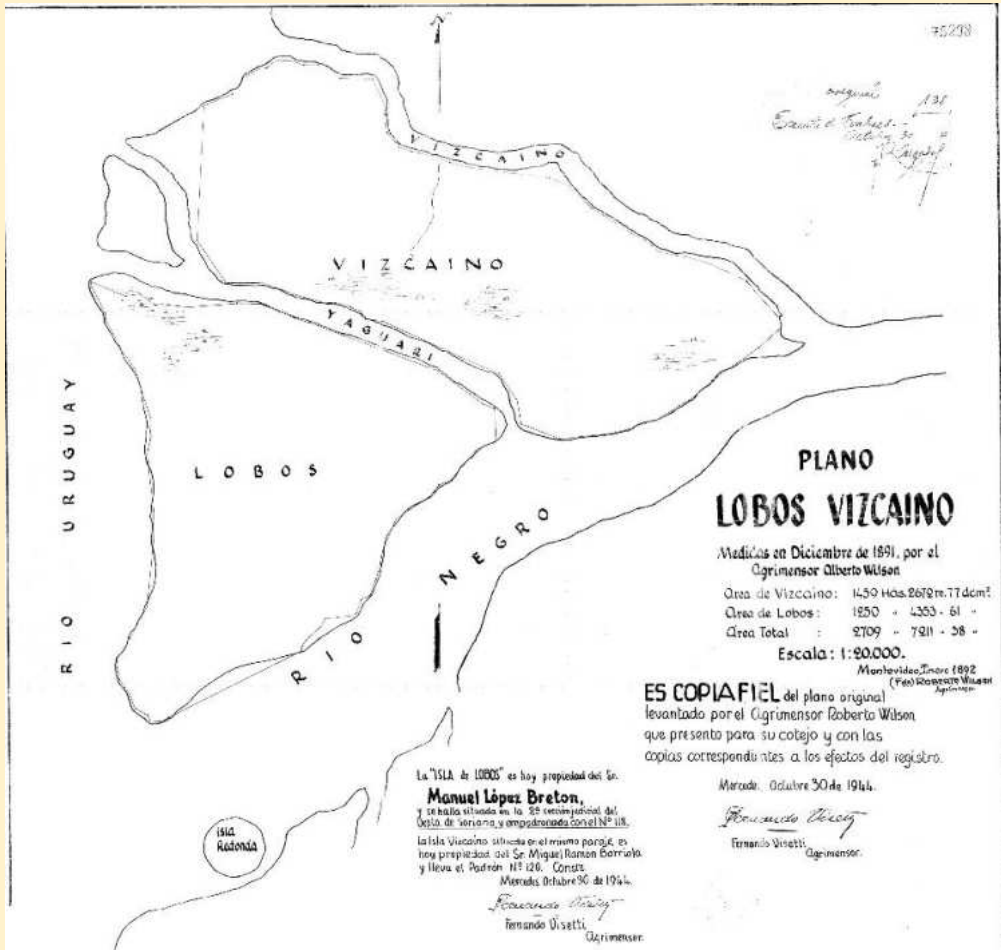 75298
VIZCAINO
VIZCAINO
YAGUARI
LOBOS
RIO URUGUAY
RIO NEGRO
Isla
Redonda
PLANO
LOBOS VIZCAINO
Medidas en Diciembre de 1891, por el
Agrimensor Alberto Wilson
Area de Vizcaino: 1459 Hás. 2672 m. 77 dcm²
Area de Lobos: 1250 " 4353 - 61 "
Area Total : 2709 " 7211 - 38 "
Escala: 1:20.000.
Montevideo, Enero 1892
(Fdo) Roberto Wilson
Agrimensor
ES COPIA FIEL del plano original
levantado por el Agrimensor Roberto Wilson
que presento para su cotejo y con las
copias correspondientes a los efectos del registro.
Mercedes, Octubre 30 de 1944.
Fernando Visetti
Fernando Visetti
Agrimensor.
La "ISLA de LOBOS" es hoy propiedad del Sr.
Manuel López Breton,
y se halla situada en la 2ª sección judicial del
Depto. de Soriano, y empadronada con el Nº 118.
La Isla Vizcaino situada en el mismo paraje, es
hoy propiedad del Sr. Miguel Ramon Barriola
y lleva el Padrón Nº 120. Conste
Mercedes Octubre 30 de 1944.
Fernando Visetti
Fernando Visetti
Agrimensor.